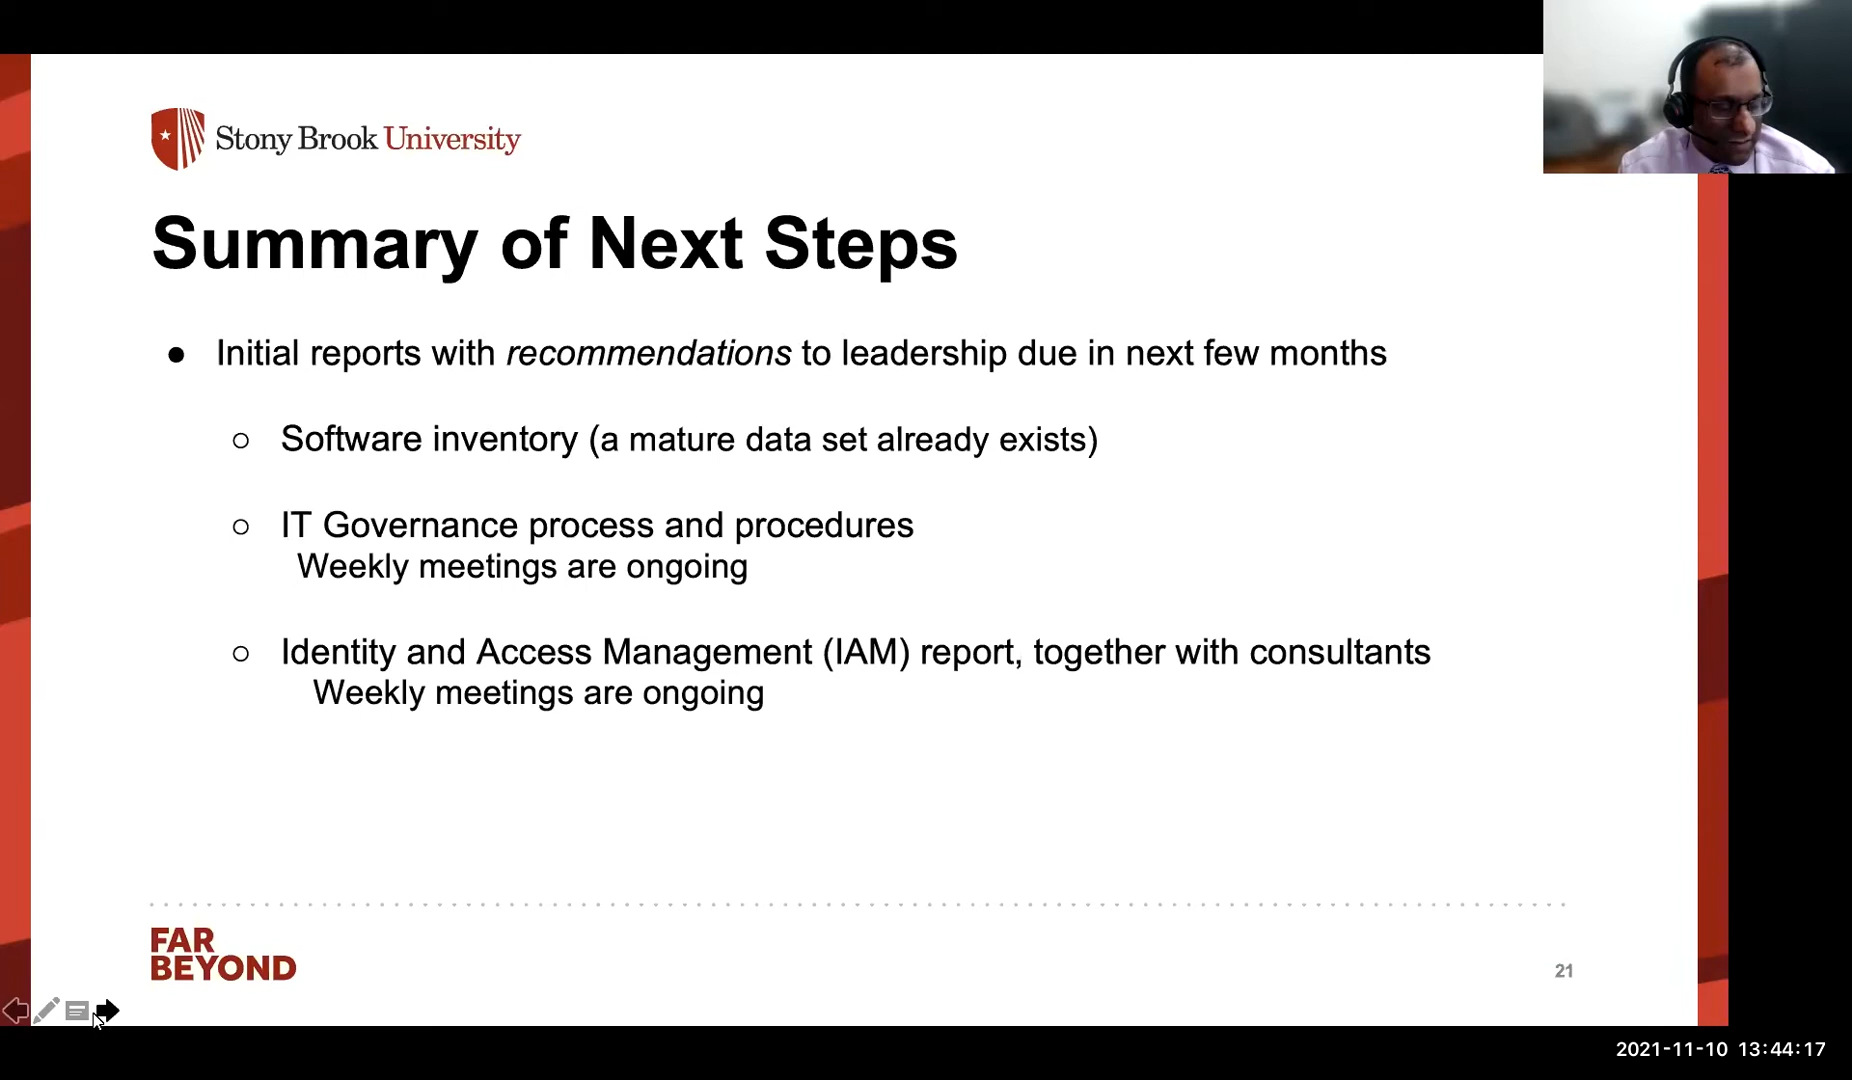 Stony Brook University
Summary of Next Steps
● Initial reports with recommendations to leadership due in next few months
○ Software inventory (a mature data set already exists)
○ IT Governance process and procedures
Weekly meetings are ongoing
○ Identity and Access Management (IAM) report, together with consultants
Weekly meetings are ongoing
FAR
BEYOND
21
2021-11-10 13:44:17